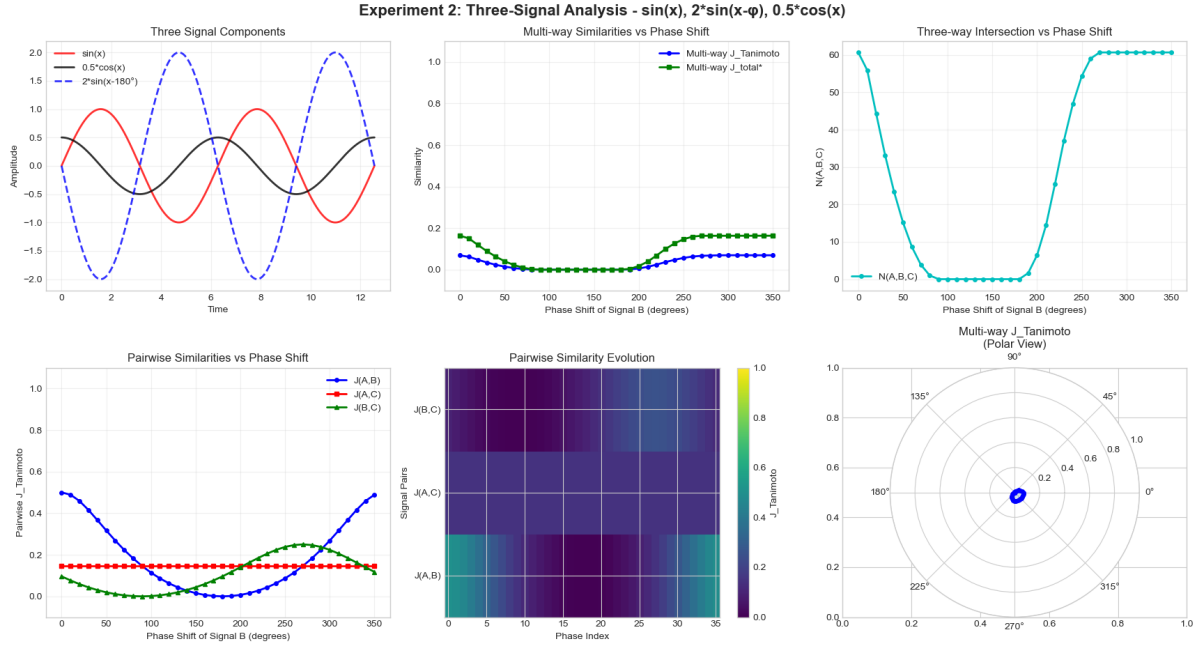 Experiment 2: Three-Signal Analysis - sin(x), 2*sin(x-φ), 0.5*cos(x)
Three Signal Components
sin(x)
0.5*cos(x)
2*sin(x-180°)
2.0
1.5
1.0
0.5
0.0
−0.5
−1.0
−1.5
−2.0
Amplitude
0 2 4 6 8 10 12
Time
Multi-way Similarities vs Phase Shift
Multi-way J_Tanimoto
Multi-way J_total*
1.0
0.8
0.6
0.4
0.2
0.0
Similarity
0 50 100 150 200 250 300 350
Phase Shift of Signal B (degrees)
Three-way Intersection vs Phase Shift
60
50
40
30
20
10
0
N(A,B,C)
N(A,B,C)
0 50 100 150 200 250 300 350
Phase Shift of Signal B (degrees)
Pairwise Similarities vs Phase Shift
J(A,B)
J(A,C)
J(B,C)
1.0
0.8
0.6
0.4
0.2
0.0
Pairwise J_Tanimoto
0 50 100 150 200 250 300 350
Phase Shift of Signal B (degrees)
Pairwise Similarity Evolution
J(B,C)
J(A,C)
J(A,B)
Signal Pairs
0 5 10 15 20 25 30 35
Phase Index
1.0
0.8
0.6
0.4
0.2
0.0
J_Tanimoto
Multi-way J_Tanimoto
(Polar View)
90°
135° 45°
180° 0°
225° 315°
270°
0.2 0.4 0.6 0.8 1.0
1.0
0.8
0.6
0.4
0.2
0.0
0.0 0.2 0.4 0.6 0.8 1.0